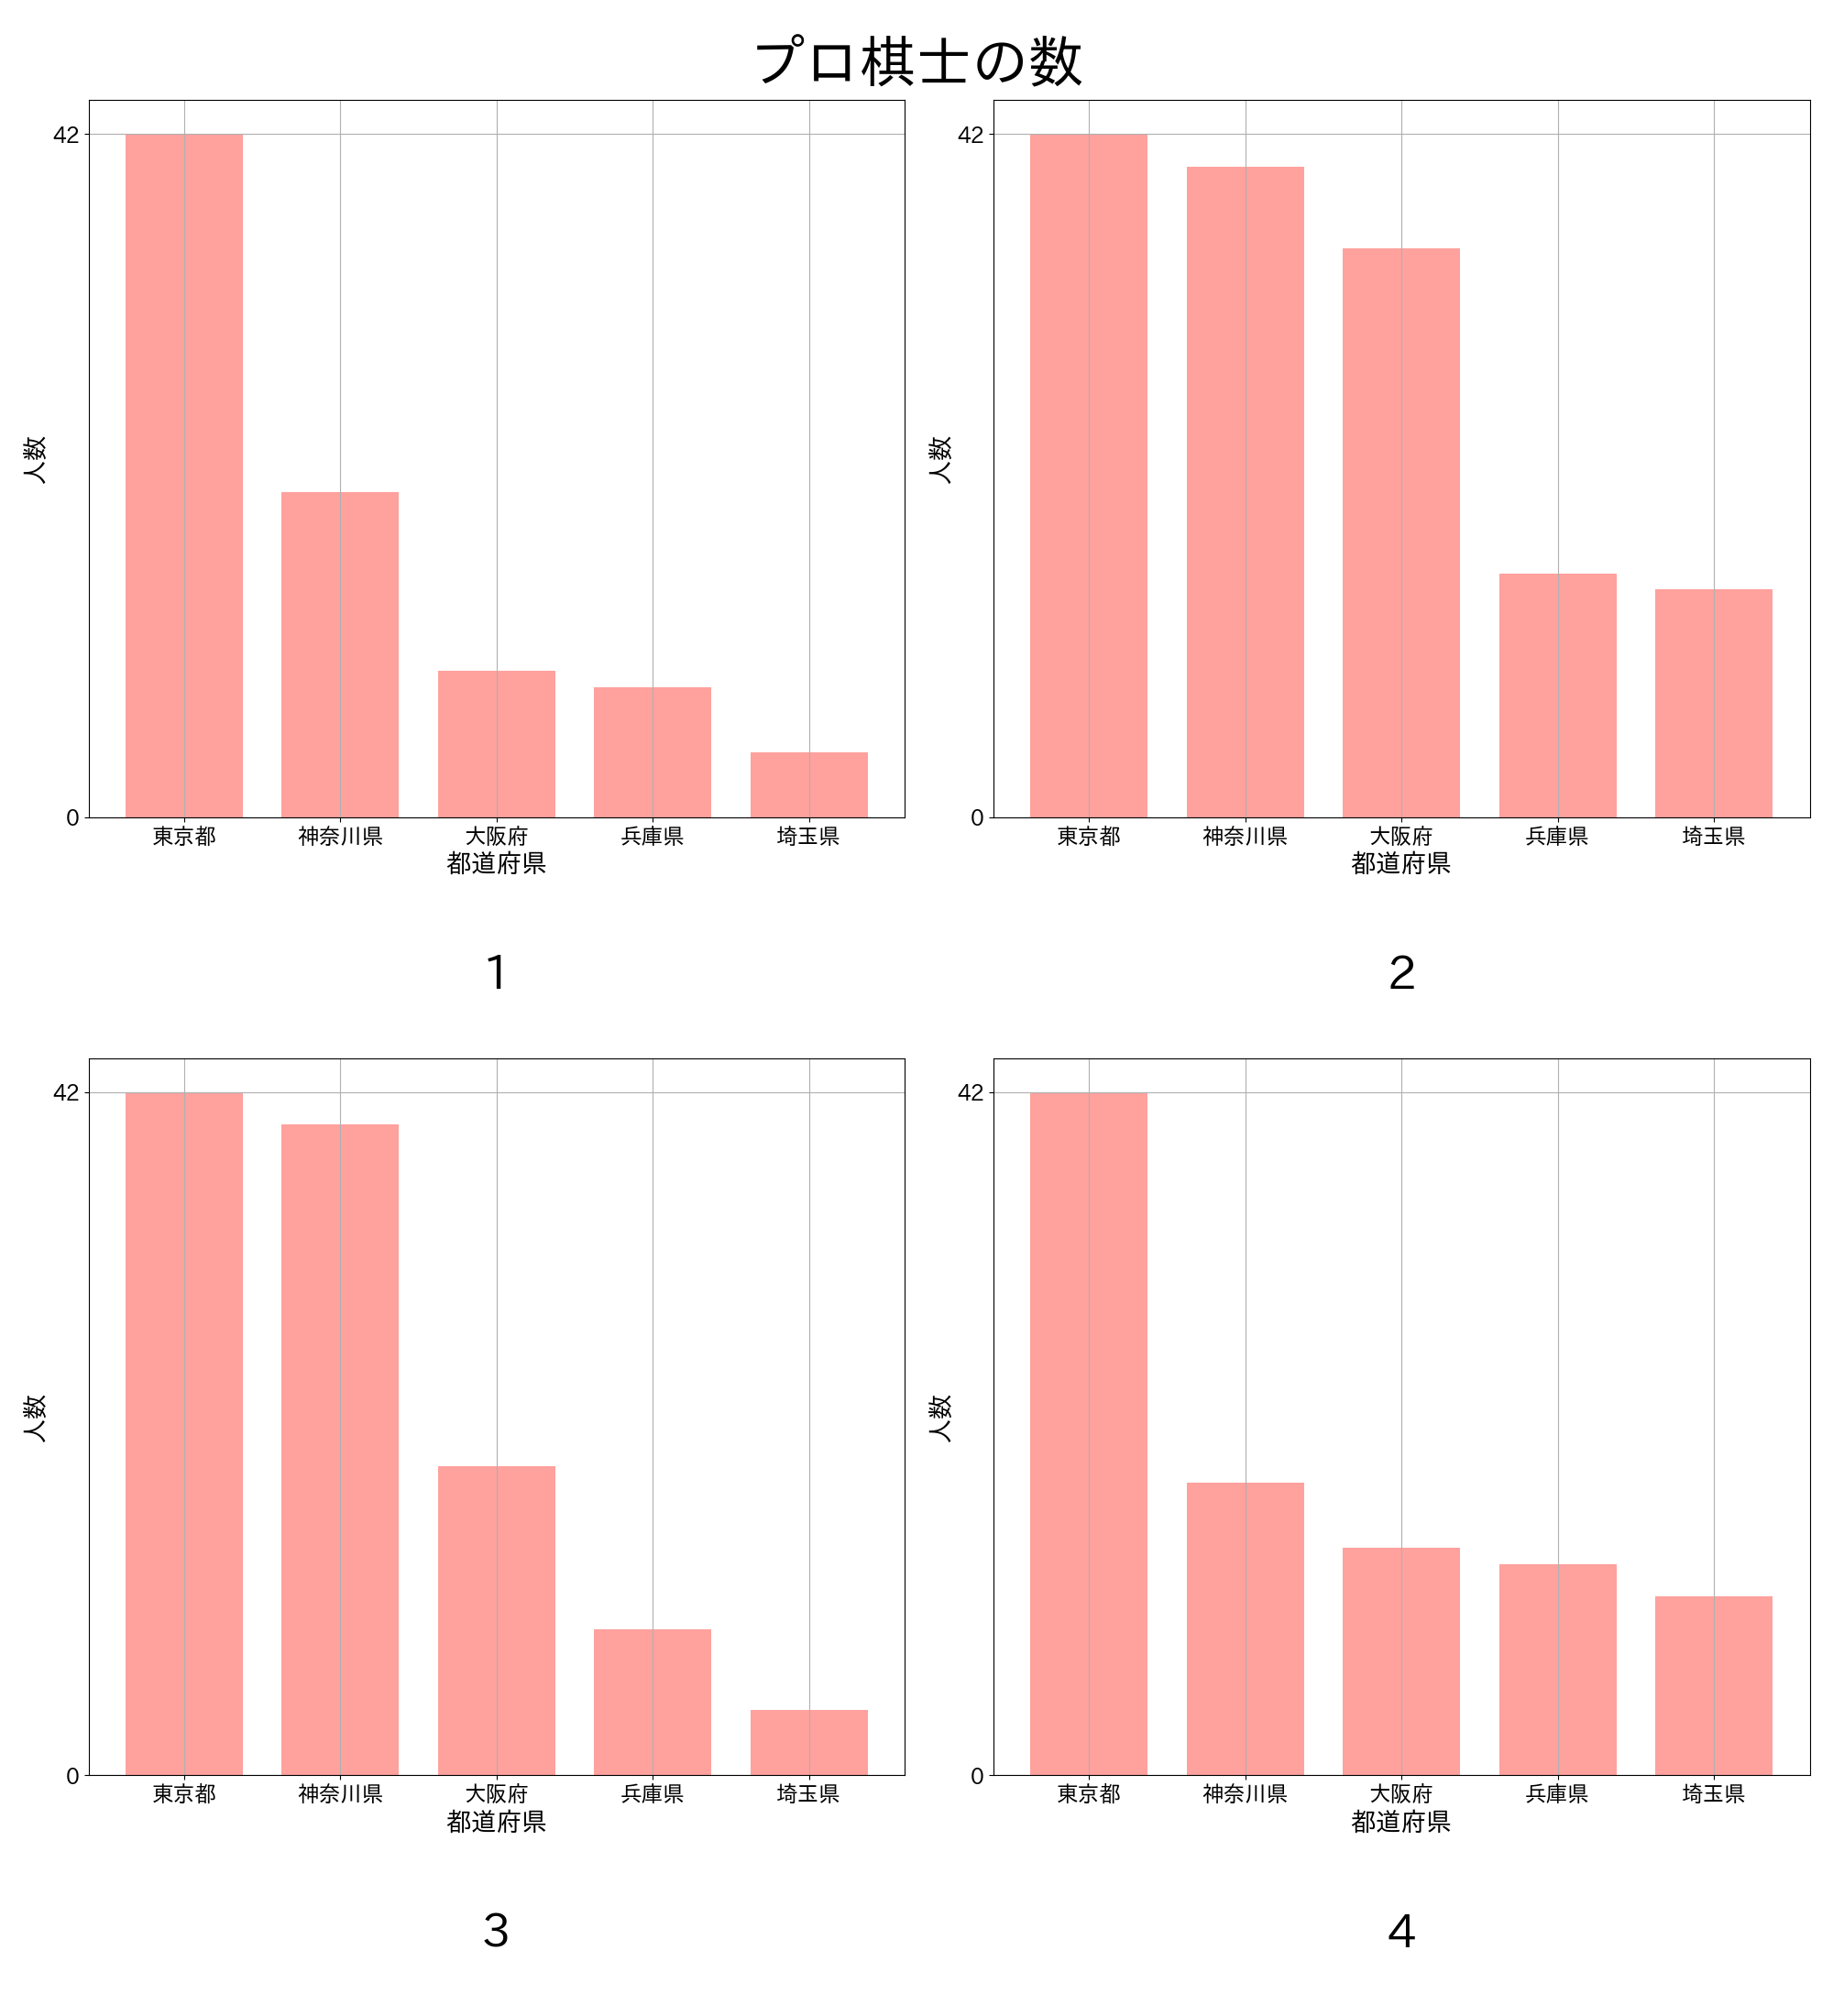 プロ棋士の数
42
0
人数
東京都 神奈川県 大阪府 兵庫県 埼玉県
都道府県
1
42
0
人数
東京都 神奈川県 大阪府 兵庫県 埼玉県
都道府県
2
42
0
人数
東京都 神奈川県 大阪府 兵庫県 埼玉県
都道府県
3
42
0
人数
東京都 神奈川県 大阪府 兵庫県 埼玉県
都道府県
4